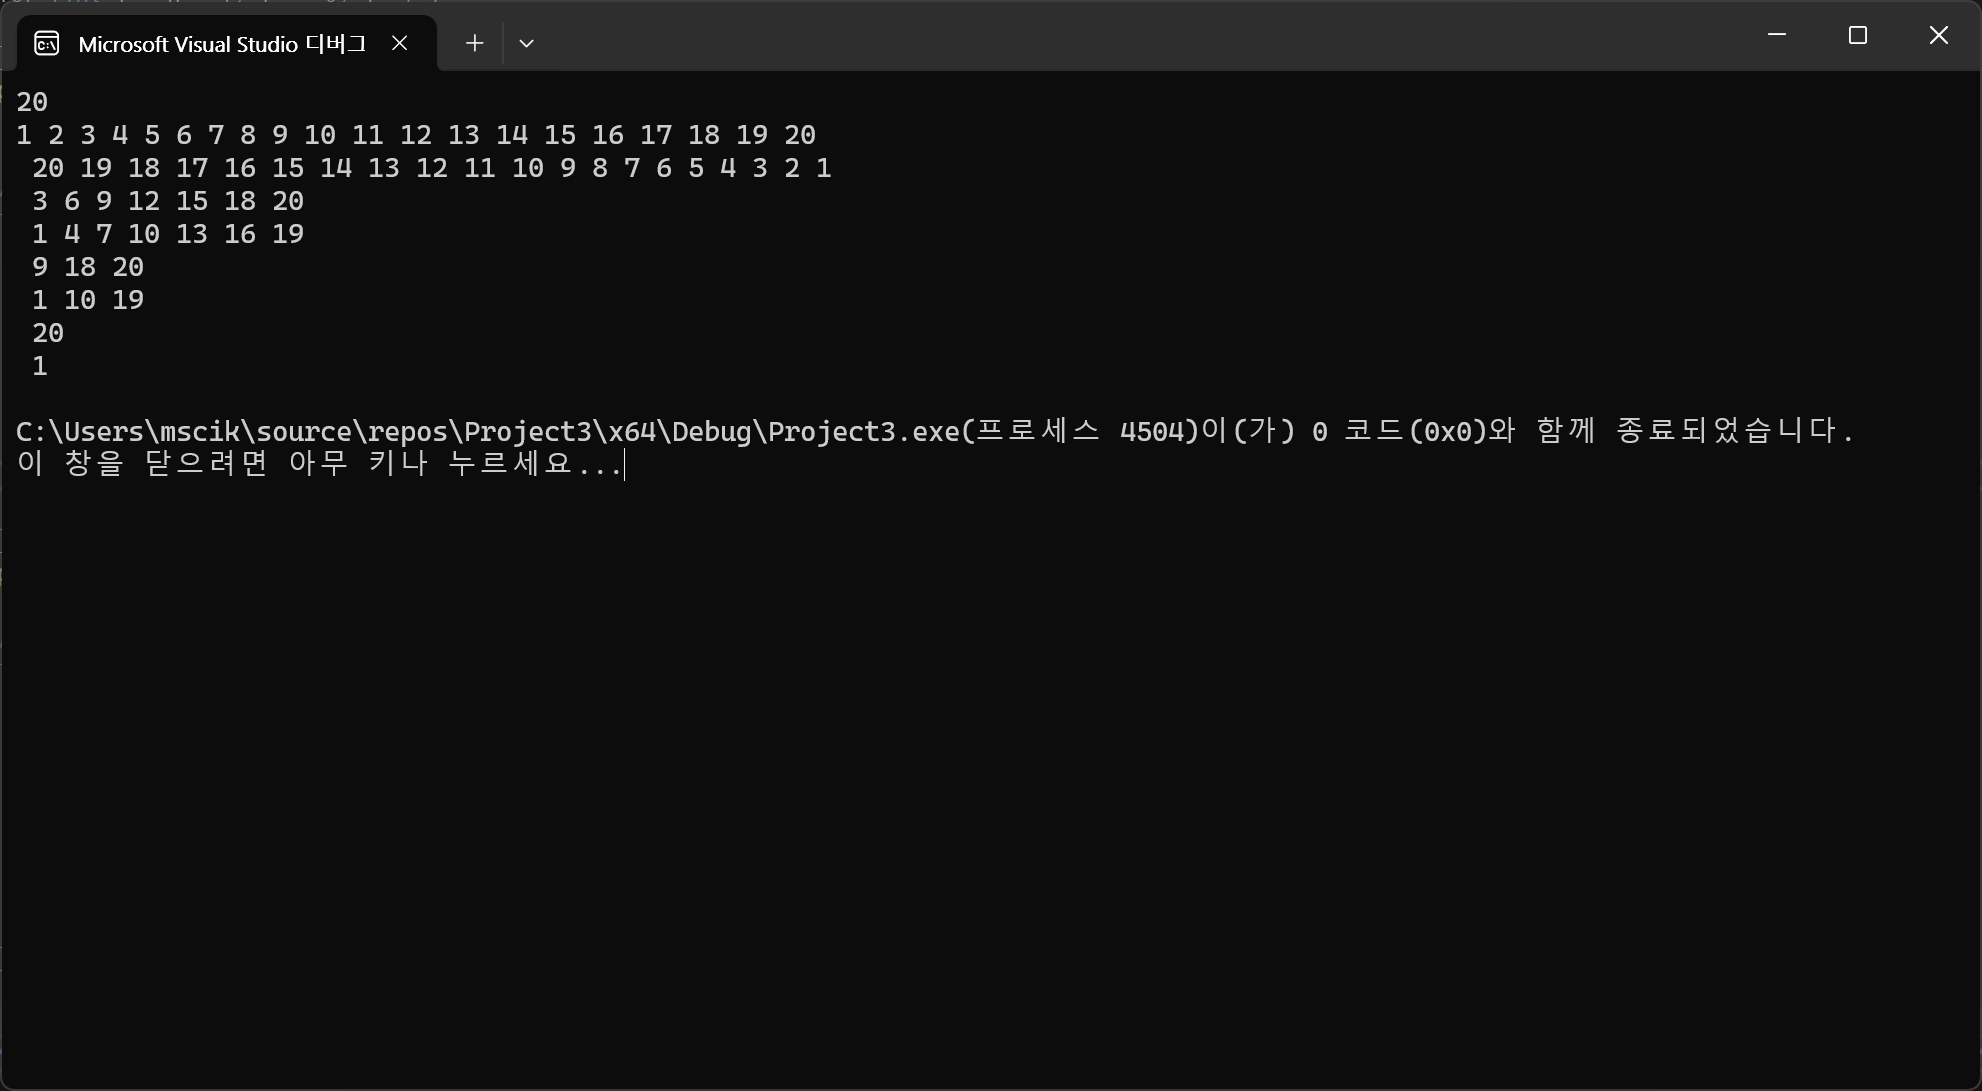 Microsoft Visual Studio 디버그
20
1 2 3 4 5 6 7 8 9 10 11 12 13 14 15 16 17 18 19 20
20 19 18 17 16 15 14 13 12 11 10 9 8 7 6 5 4 3 2 1
3 6 9 12 15 18 20
1 4 7 10 13 16 19
9 18 20
1 10 19
20
1
C:\Users\mscik\source\repos\Project3\x64\Debug\Project3.exe(프로세스 4504)이(가) 0 코드(0x0)와 함께 종료되었습니다.
이 창을 닫으려면 아무 키나 누르세요...